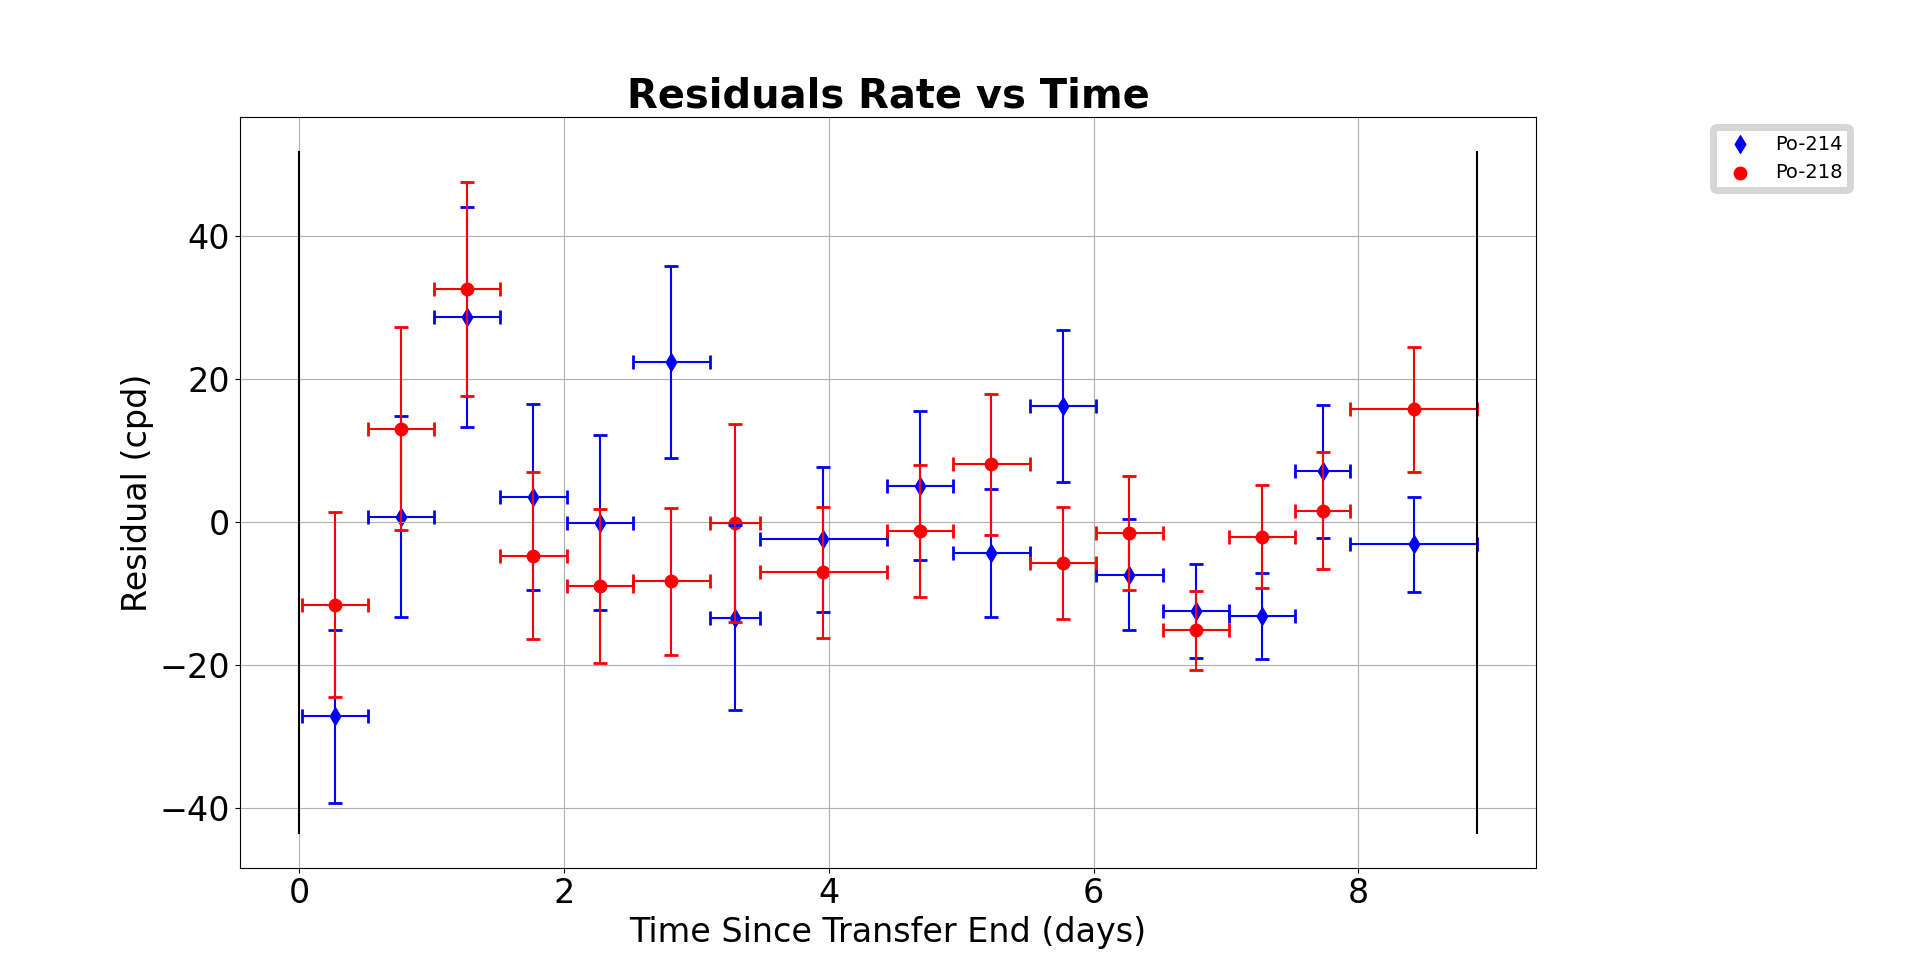 Residuals Rate vs Time
Po-214
Po-218
Residual (cpd)
40
20
0
−20
−40
0 2 4 6 8
Time Since Transfer End (days)